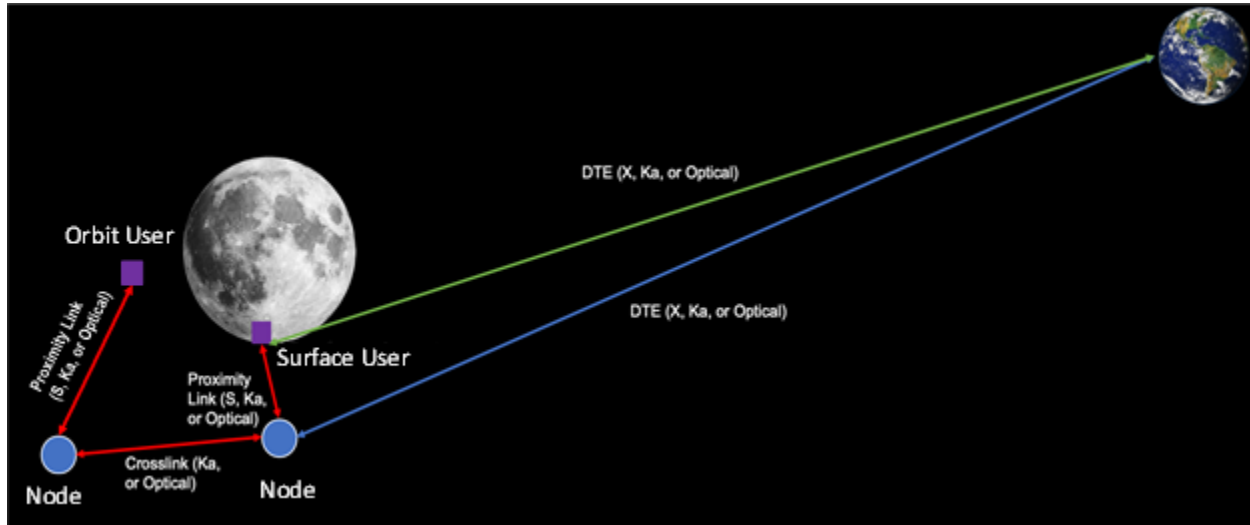 DTE (X, Ka, or Optical)
Orbit User
Proximity Link
(S, Ka, or Optical)
DTE (X, Ka, or Optical)
Surface User
Proximity
Link (S, Ka,
or Optical)
Crosslink (Ka,
or Optical)
Node
Node